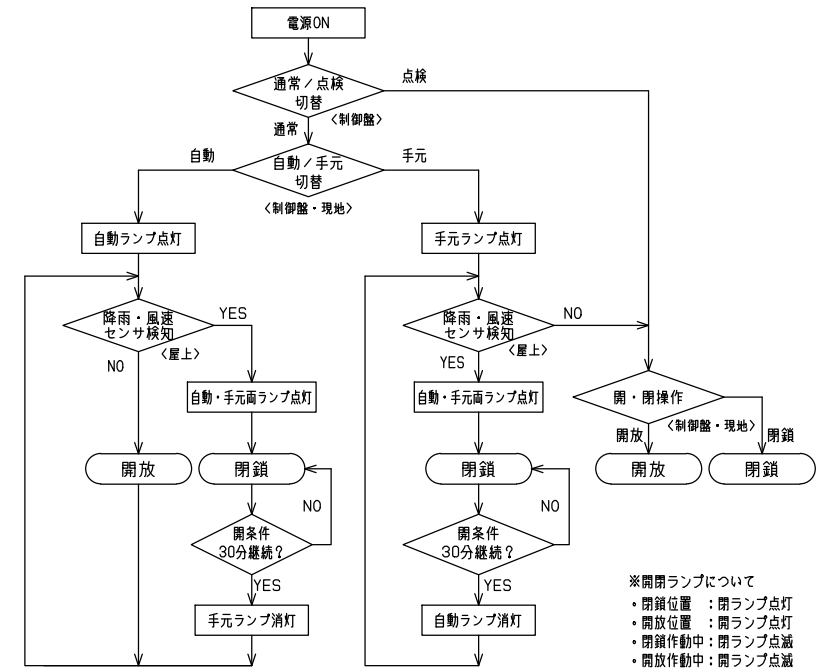 電源ON
通常／点検
切替
点検
〈制御盤〉
通常
自動
自動／手元
切替
手元
〈制御盤・現地〉
自動ランプ点灯
手元ランプ点灯
降雨・風速
センサ検知
YES
〈屋上〉
NO
降雨・風速
センサ検知
NO
〈屋上〉
YES
自動・手元両ランプ点灯
自動・手元両ランプ点灯
開・閉操作
〈制御盤・現地〉
開放
閉鎖
開放
閉鎖
閉鎖
開放
閉鎖
NO
NO
開条件
30分継続？
開条件
30分継続？
YES
YES
手元ランプ消灯
自動ランプ消灯
※開閉ランプについて
・閉鎖位置　：閉ランプ点灯
・開放位置　：開ランプ点灯
・閉鎖作動中：閉ランプ点滅
・開放作動中：開ランプ点滅